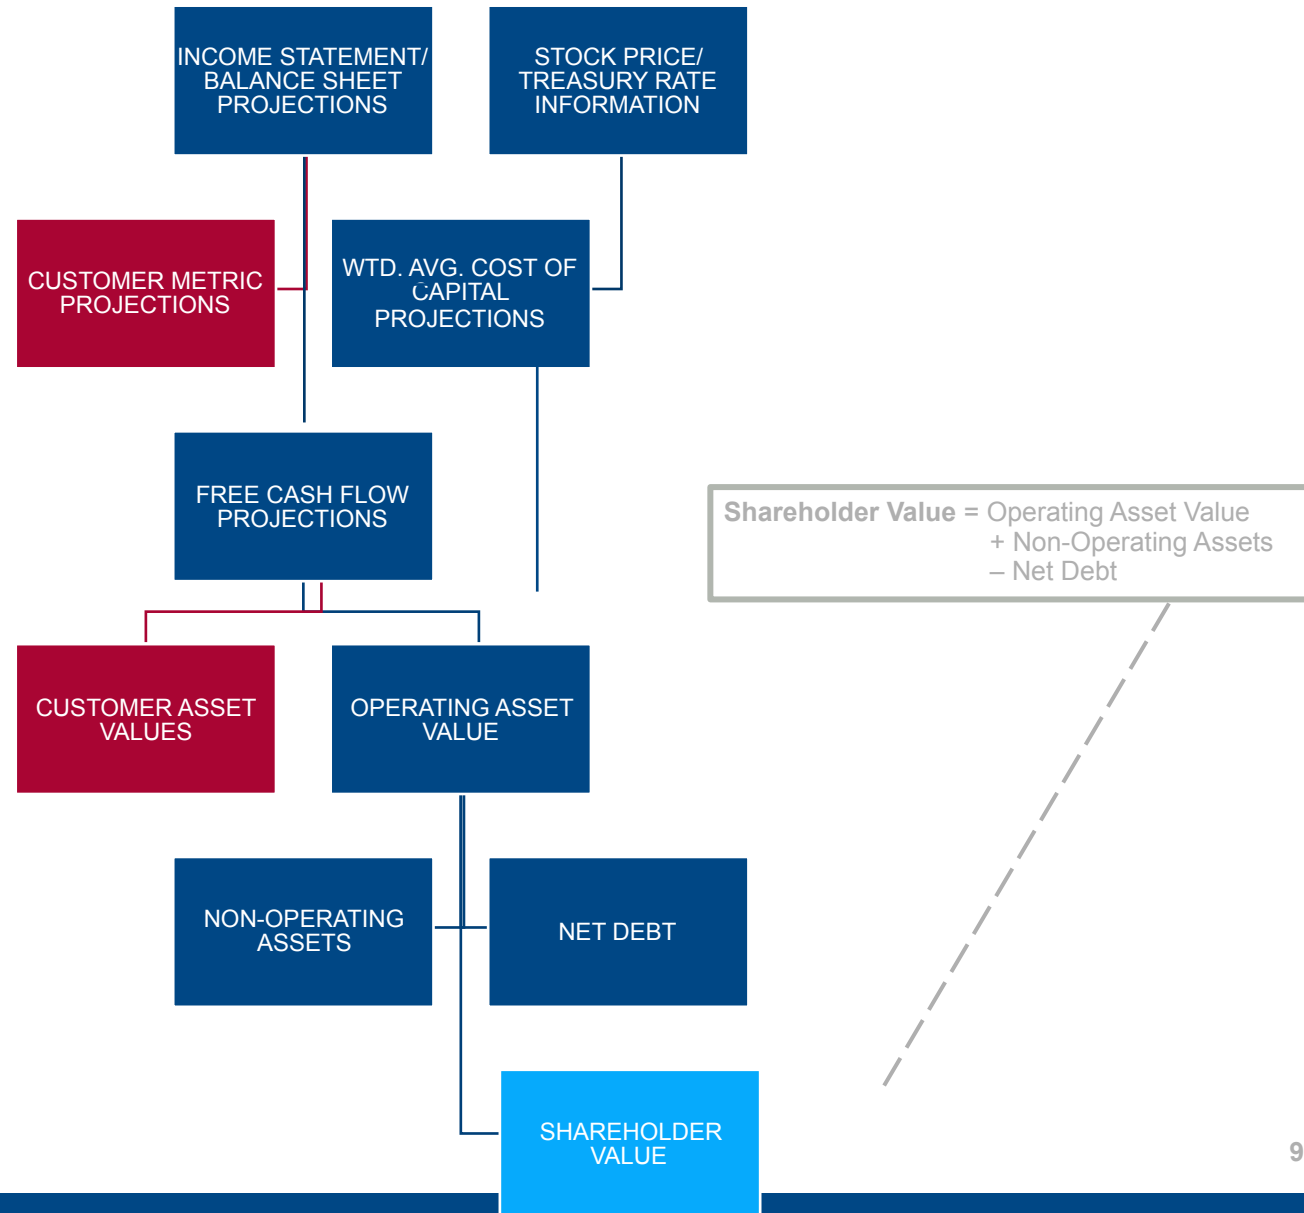 INCOME STATEMENT/
BALANCE SHEET
PROJECTIONS
STOCK PRICE/
TREASURY RATE
INFORMATION
CUSTOMER METRIC
PROJECTIONS
WTD. AVG. COST OF
CAPITAL
PROJECTIONS
FREE CASH FLOW
PROJECTIONS
Shareholder Value = Operating Asset Value
+ Non-Operating Assets
– Net Debt
CUSTOMER ASSET
VALUES
OPERATING ASSET
VALUE
NON-OPERATING
ASSETS
NET DEBT
SHAREHOLDER
VALUE
9